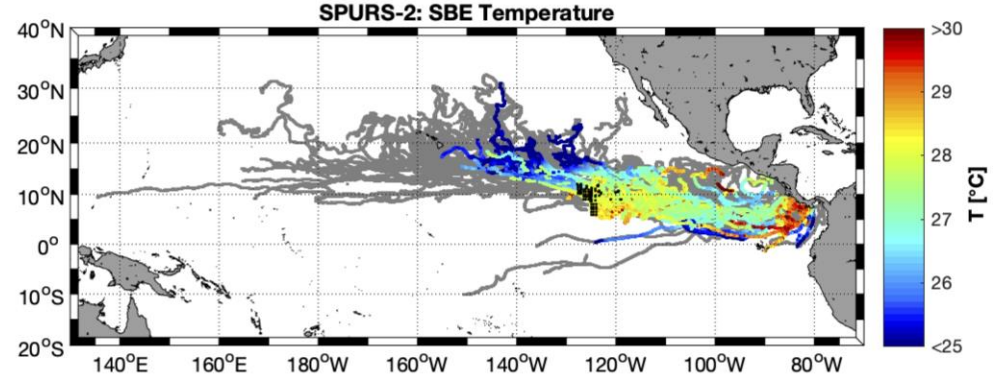 SPURS-2: SBE Temperature
40°N
30°N
20°N
10°N
0°
10°S
20°S
140°E
160°E
180°W
160°W
140°W
120°W
100°W
80°W
>30
29
28
27
26
<25
T [°C]